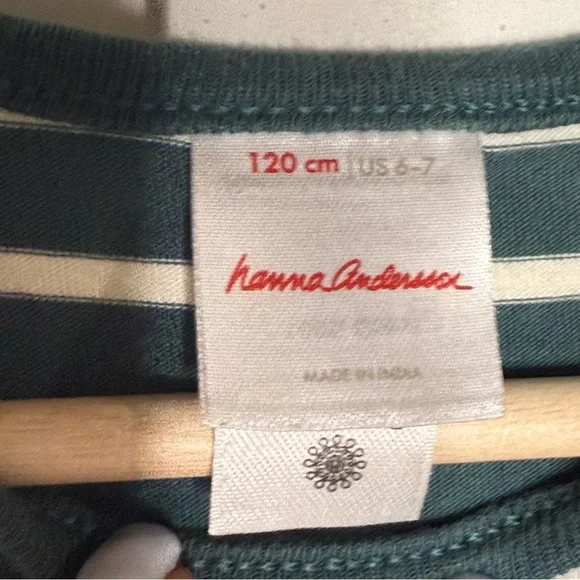 120 cm | US 6-7
hanna andersson
MADE IN INDIA